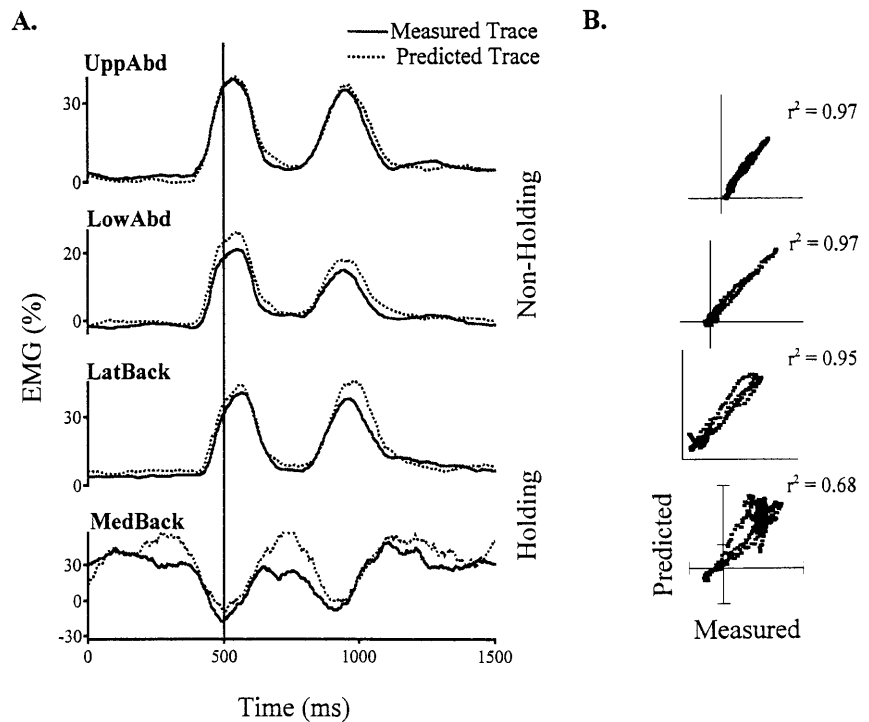 A.
Measured Trace
Predicted Trace
UppAbd
30
0
LowAbd
20
0
LatBack
30
0
MedBack
30
0
-30
0
500
1000
1500
EMG (%)
Time (ms)
Non-Holding
Holding
B.
r² = 0.97
r² = 0.97
r² = 0.95
r² = 0.68
Predicted
Measured